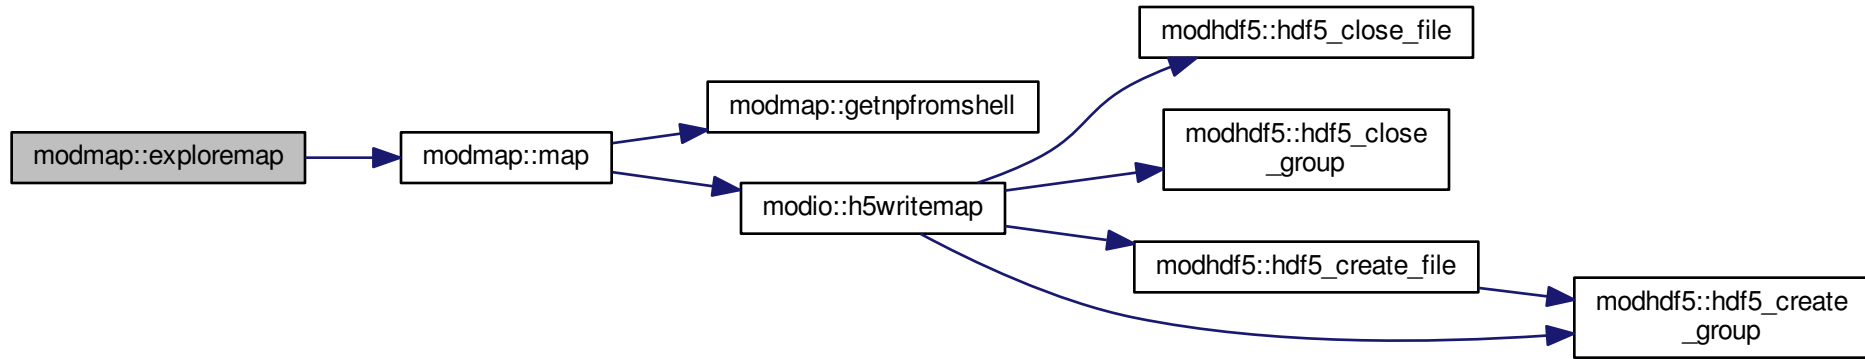 modmap::exploremap
modmap::map
modmap::getnpfromshell
modio::h5writemap
modhdf5::hdf5_close_file
modhdf5::hdf5_close
_group
modhdf5::hdf5_create_file
modhdf5::hdf5_create
_group